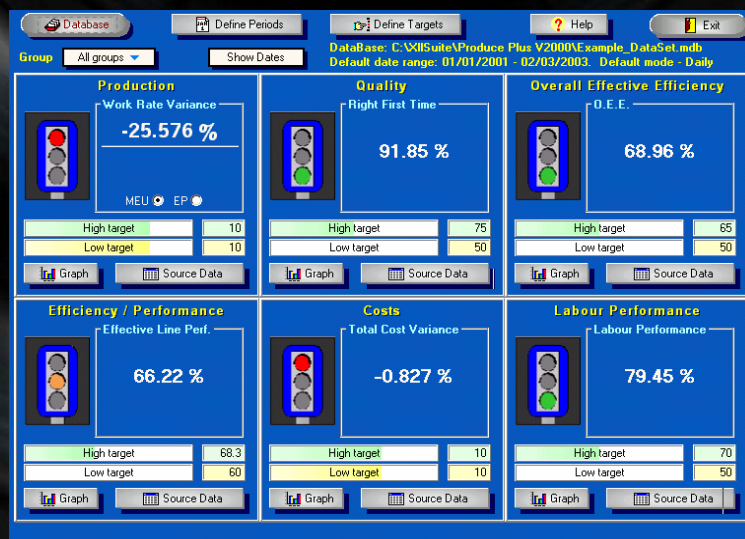 Database
Define Periods
Define Targets
? Help
Exit
Group
All groups
Show Dates
DataBase: C:\XllSuite\Produce Plus V2000\Example_DataSet.mdb
Default date range: 01/01/2001 - 02/03/2003. Default mode - Daily
Production
Work Rate Variance
-25.576 %
MEU EP
High target 10
Low target 10
Graph Source Data
Quality
Right First Time
91.85 %
High target 75
Low target 50
Graph Source Data
Overall Effective Efficiency
O.E.E.
68.96 %
High target 65
Low target 50
Graph Source Data
Efficiency / Performance
Effective Line Perf.
66.22 %
High target 68.3
Low target 60
Graph Source Data
Costs
Total Cost Variance
-0.827 %
High target 10
Low target 10
Graph Source Data
Labour Performance
Labour Performance
79.45 %
High target 70
Low target 50
Graph Source Data